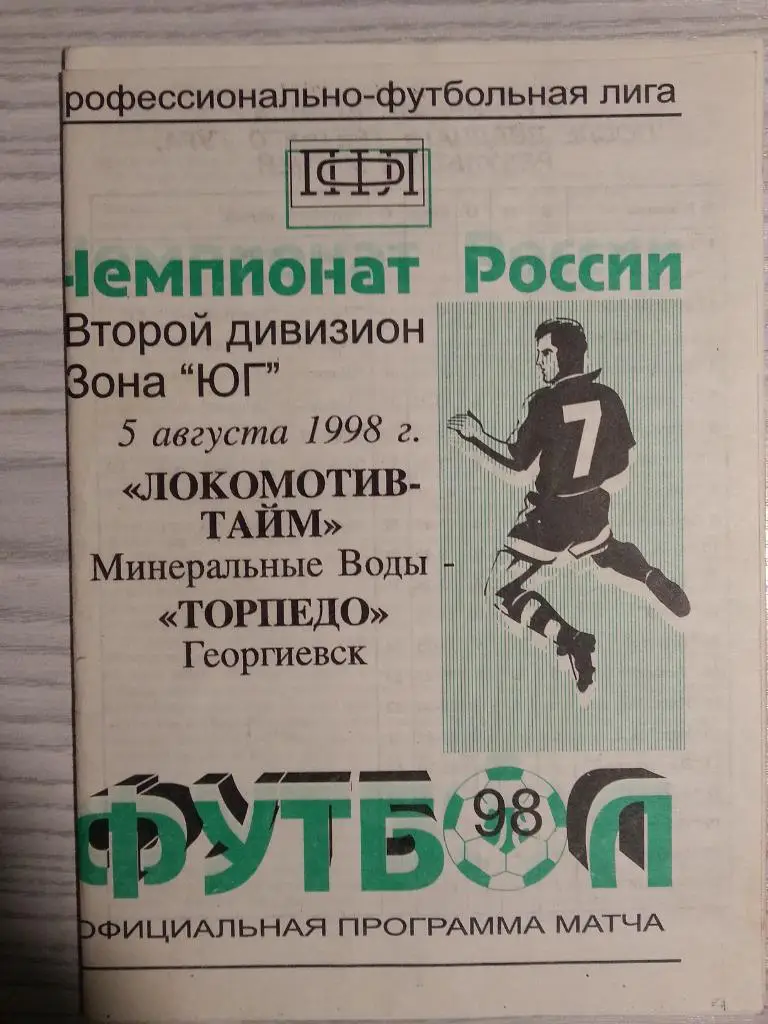 рофессионально-футбольная лига
ПФЛ
Чемпионат России
Второй дивизион
Зона "ЮГ"
5 августа 1998 г.
«ЛОКОМОТИВ-
ТАЙМ»
Минеральные Воды -
«ТОРПЕДО»
Георгиевск
7
ФУТБОЛ
98
ОФИЦИАЛЬНАЯ ПРОГРАММА МАТЧА